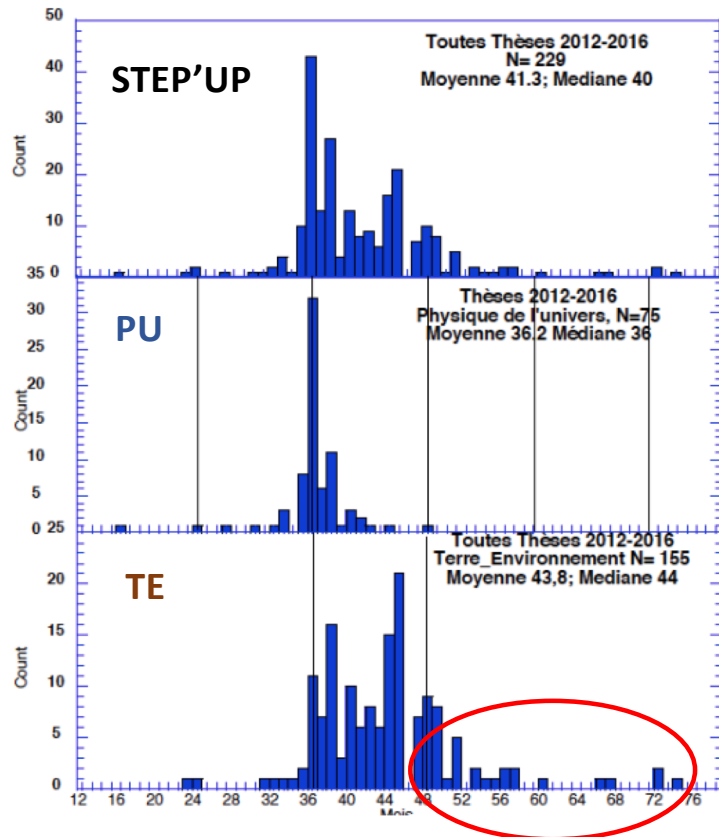 50
STEP'UP
Toutes Thèses 2012-2016
N= 229
Moyenne 41.3; Mediane 40
40
30
20
10
0
Count
35
PU
Thèses 2012-2016
Physique de l'univers, N=75
Moyenne 36.2 Médiane 36
30
25
20
15
10
5
0
Count
25
TE
Toutes Thèses 2012-2016
Terre_Environnement N= 155
Moyenne 43,8; Mediane 44
20
15
10
5
0
Count
12 16 20 24 28 32 36 40 44 48 52 56 60 64 68 72 76
Mois